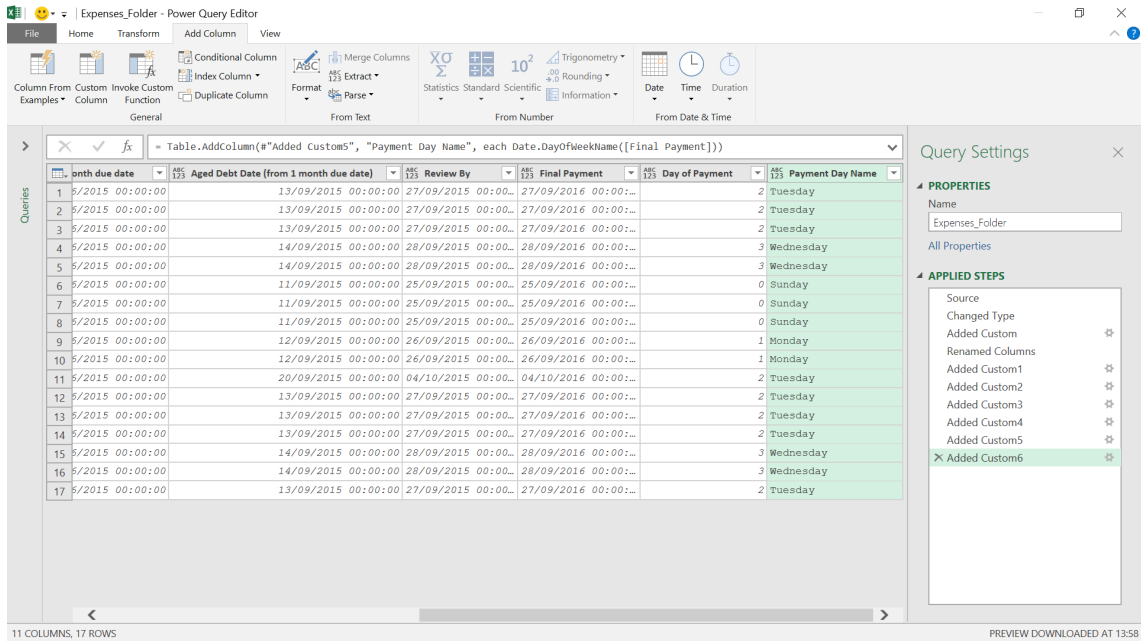 Expenses_Folder - Power Query Editor
File Home Transform Add Column View
Column From Examples
Custom Column
Invoke Custom Function
Conditional Column
Index Column
Duplicate Column
General
Format
Merge Columns
Extract
Parse
From Text
Statistics
Standard
Scientific
Trigonometry
Rounding
Information
From Number
Date
Time
Duration
From Date & Time
= Table.AddColumn(#"Added Custom5", "Payment Day Name", each Date.DayOfWeekName([Final Payment]))
Queries
onth due date Aged Debt Date (from 1 month due date) Review By Final Payment Day of Payment Payment Day Name
1 5/2015 00:00:00 13/09/2015 00:00:00 27/09/2015 00:00... 27/09/2016 00:00:... 2 Tuesday
2 5/2015 00:00:00 13/09/2015 00:00:00 27/09/2015 00:00... 27/09/2016 00:00:... 2 Tuesday
3 5/2015 00:00:00 13/09/2015 00:00:00 27/09/2015 00:00... 27/09/2016 00:00:... 2 Tuesday
4 5/2015 00:00:00 14/09/2015 00:00:00 28/09/2015 00:00... 28/09/2016 00:00:... 3 Wednesday
5 5/2015 00:00:00 14/09/2015 00:00:00 28/09/2015 00:00... 28/09/2016 00:00:... 3 Wednesday
6 5/2015 00:00:00 11/09/2015 00:00:00 25/09/2015 00:00... 25/09/2016 00:00:... 0 Sunday
7 5/2015 00:00:00 11/09/2015 00:00:00 25/09/2015 00:00... 25/09/2016 00:00:... 0 Sunday
8 5/2015 00:00:00 11/09/2015 00:00:00 25/09/2015 00:00... 25/09/2016 00:00:... 0 Sunday
9 5/2015 00:00:00 12/09/2015 00:00:00 26/09/2015 00:00... 26/09/2016 00:00:... 1 Monday
10 5/2015 00:00:00 12/09/2015 00:00:00 26/09/2015 00:00... 26/09/2016 00:00:... 1 Monday
11 5/2015 00:00:00 20/09/2015 00:00:00 04/10/2015 00:00... 04/10/2016 00:00:... 2 Tuesday
12 5/2015 00:00:00 13/09/2015 00:00:00 27/09/2015 00:00... 27/09/2016 00:00:... 2 Tuesday
13 5/2015 00:00:00 13/09/2015 00:00:00 27/09/2015 00:00... 27/09/2016 00:00:... 2 Tuesday
14 5/2015 00:00:00 13/09/2015 00:00:00 27/09/2015 00:00... 27/09/2016 00:00:... 2 Tuesday
15 5/2015 00:00:00 14/09/2015 00:00:00 28/09/2015 00:00... 28/09/2016 00:00:... 3 Wednesday
16 5/2015 00:00:00 14/09/2015 00:00:00 28/09/2015 00:00... 28/09/2016 00:00:... 3 Wednesday
17 5/2015 00:00:00 13/09/2015 00:00:00 27/09/2015 00:00... 27/09/2016 00:00:... 2 Tuesday
Query Settings
PROPERTIES
Name
Expenses_Folder
All Properties
APPLIED STEPS
Source
Changed Type
Added Custom
Renamed Columns
Added Custom1
Added Custom2
Added Custom3
Added Custom4
Added Custom5
Added Custom6
11 COLUMNS, 17 ROWS
PREVIEW DOWNLOADED AT 13:58